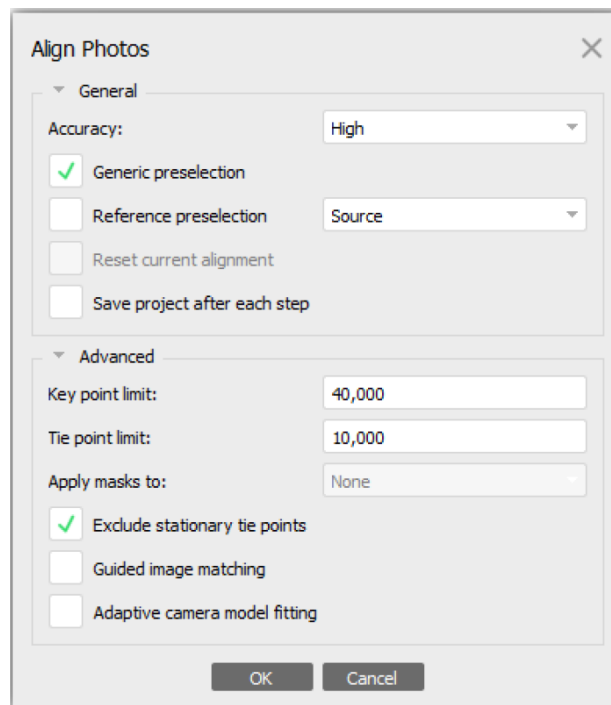 Align Photos
General
Accuracy: High
Generic preselection
Reference preselection Source
Reset current alignment
Save project after each step
Advanced
Key point limit: 40,000
Tie point limit: 10,000
Apply masks to: None
Exclude stationary tie points
Guided image matching
Adaptive camera model fitting
OK Cancel